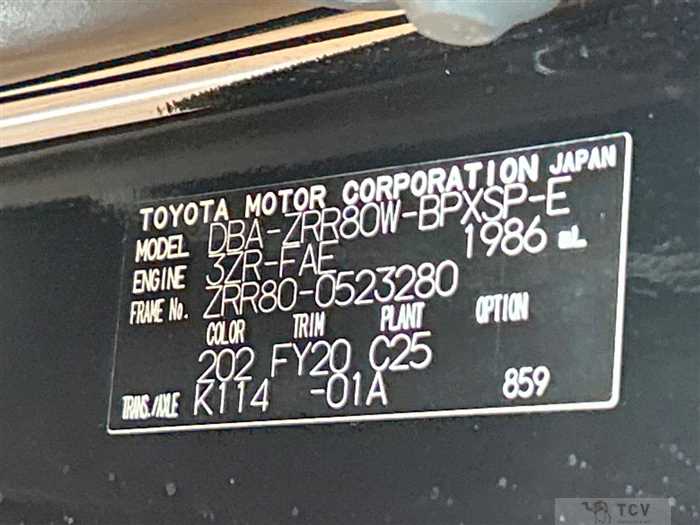 TOYOTA MOTOR CORPORATION JAPAN
MODEL DBA-ZRR80W-BPXSP-E
ENGINE 3ZR-FAE 1986 mL
FRAME No. ZRR80-0523280
COLOR TRIM PLANT OPTION
202 FY20 C25
TRANS./AXLE K114 -01A 859
TCV